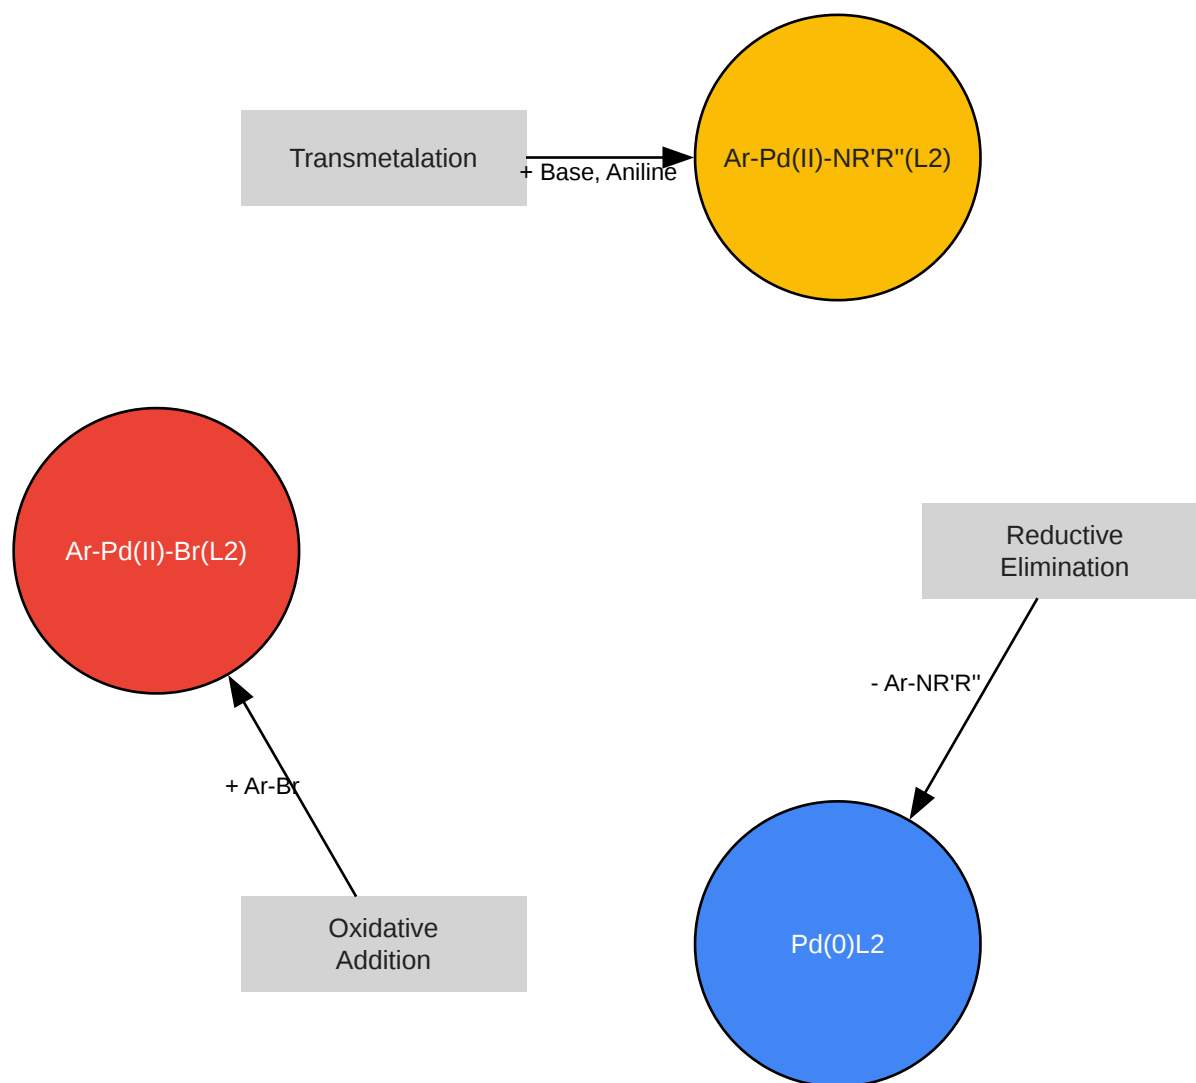 Transmetalation
+ Base, Aniline
Ar-Pd(II)-NR'R"(L2)
Ar-Pd(II)-Br(L2)
Reductive
Elimination
- Ar-NR'R"
+ Ar-Br
Oxidative
Addition
Pd(0)L2